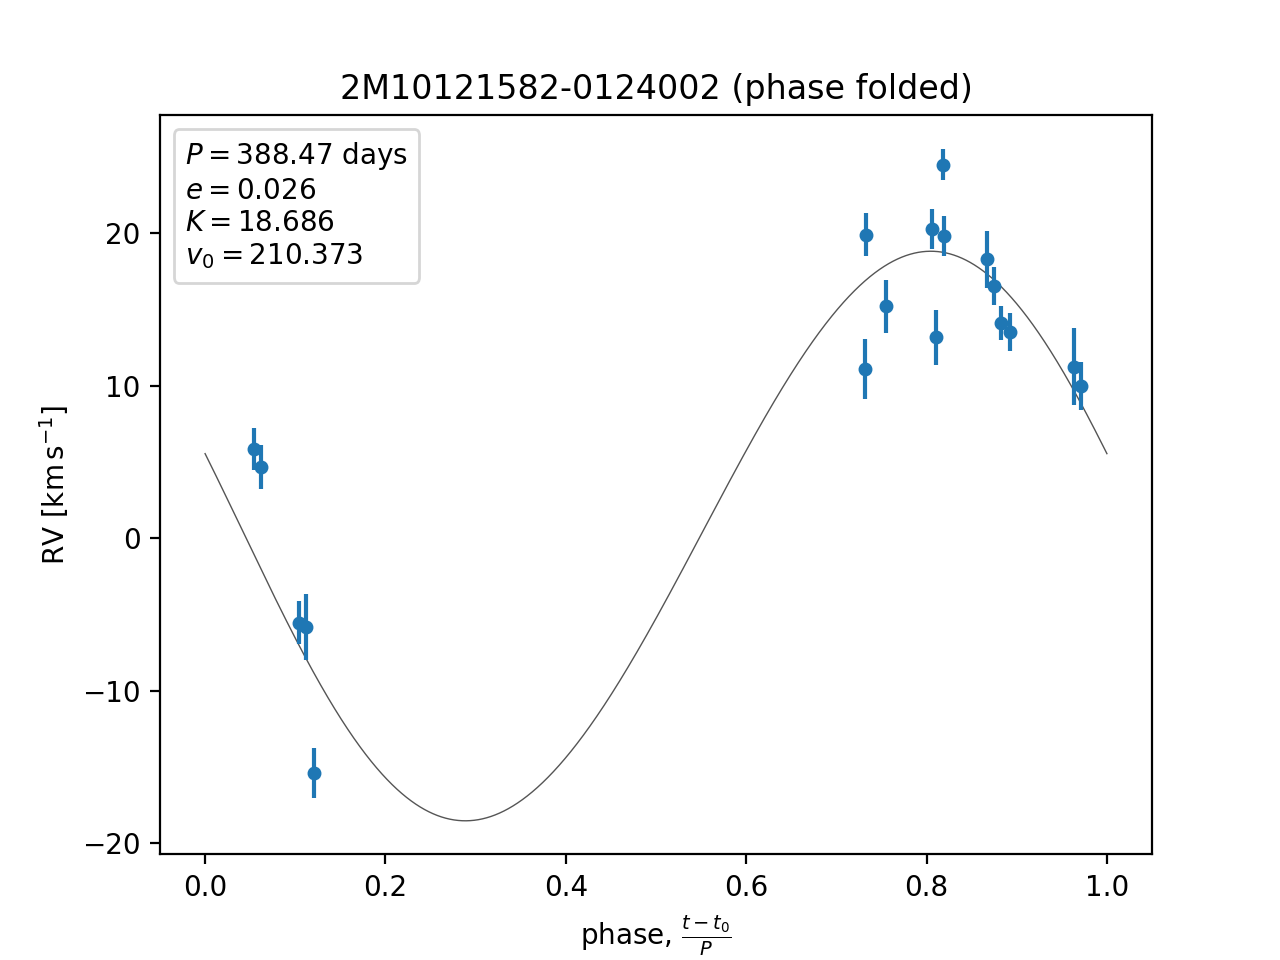 2M10121582-0124002 (phase folded)
P = 388.47 days
e = 0.026
K = 18.686
v₀ = 210.373
20
10
0
−10
−20
RV [km s⁻¹]
0.0 0.2 0.4 0.6 0.8 1.0
phase, (t − t₀)/P